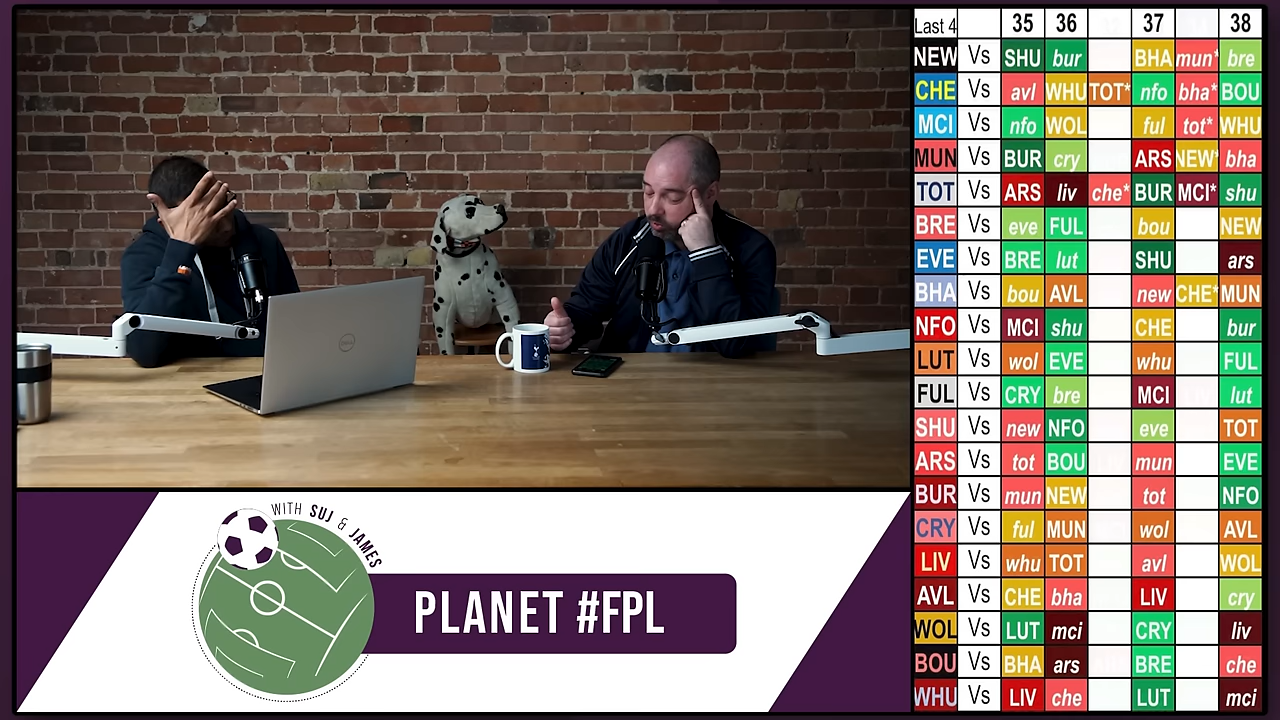 WITH SUJ & JAMES
PLANET #FPL
DELL
Last 4 35 36 37 38
NEW Vs SHU bur BHA mun* bre
CHE Vs avl WHU TOT* nfo bha* BOU
MCI Vs nfo WOL ful tot* WHU
MUN Vs BUR cry ARS NEW* bha
TOT Vs ARS liv che* BUR MCI* shu
BRE Vs eve FUL bou NEW
EVE Vs BRE lut SHU ars
BHA Vs bou AVL new CHE* MUN
NFO Vs MCI shu CHE bur
LUT Vs wol EVE whu FUL
FUL Vs CRY bre MCI lut
SHU Vs new NFO eve TOT
ARS Vs tot BOU mun EVE
BUR Vs mun NEW tot NFO
CRY Vs ful MUN wol AVL
LIV Vs whu TOT avl WOL
AVL Vs CHE bha LIV cry
WOL Vs LUT mci CRY liv
BOU Vs BHA ars BRE che
WHU Vs LIV che LUT mci